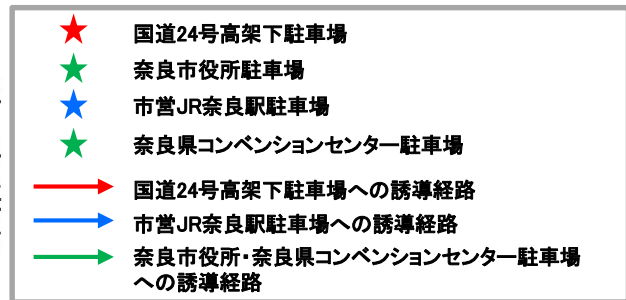 国道24号高架下駐車場
奈良市役所駐車場
市営JR奈良駅駐車場
奈良県コンベンションセンター駐車場
国道24号高架下駐車場への誘導経路
市営JR奈良駅駐車場への誘導経路
奈良市役所・奈良県コンベンションセンター駐車場
への誘導経路